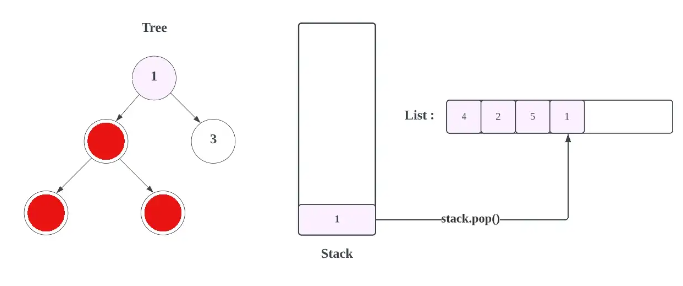 Tree
1
3
List :
4 2 5 1
1
stack.pop()
Stack